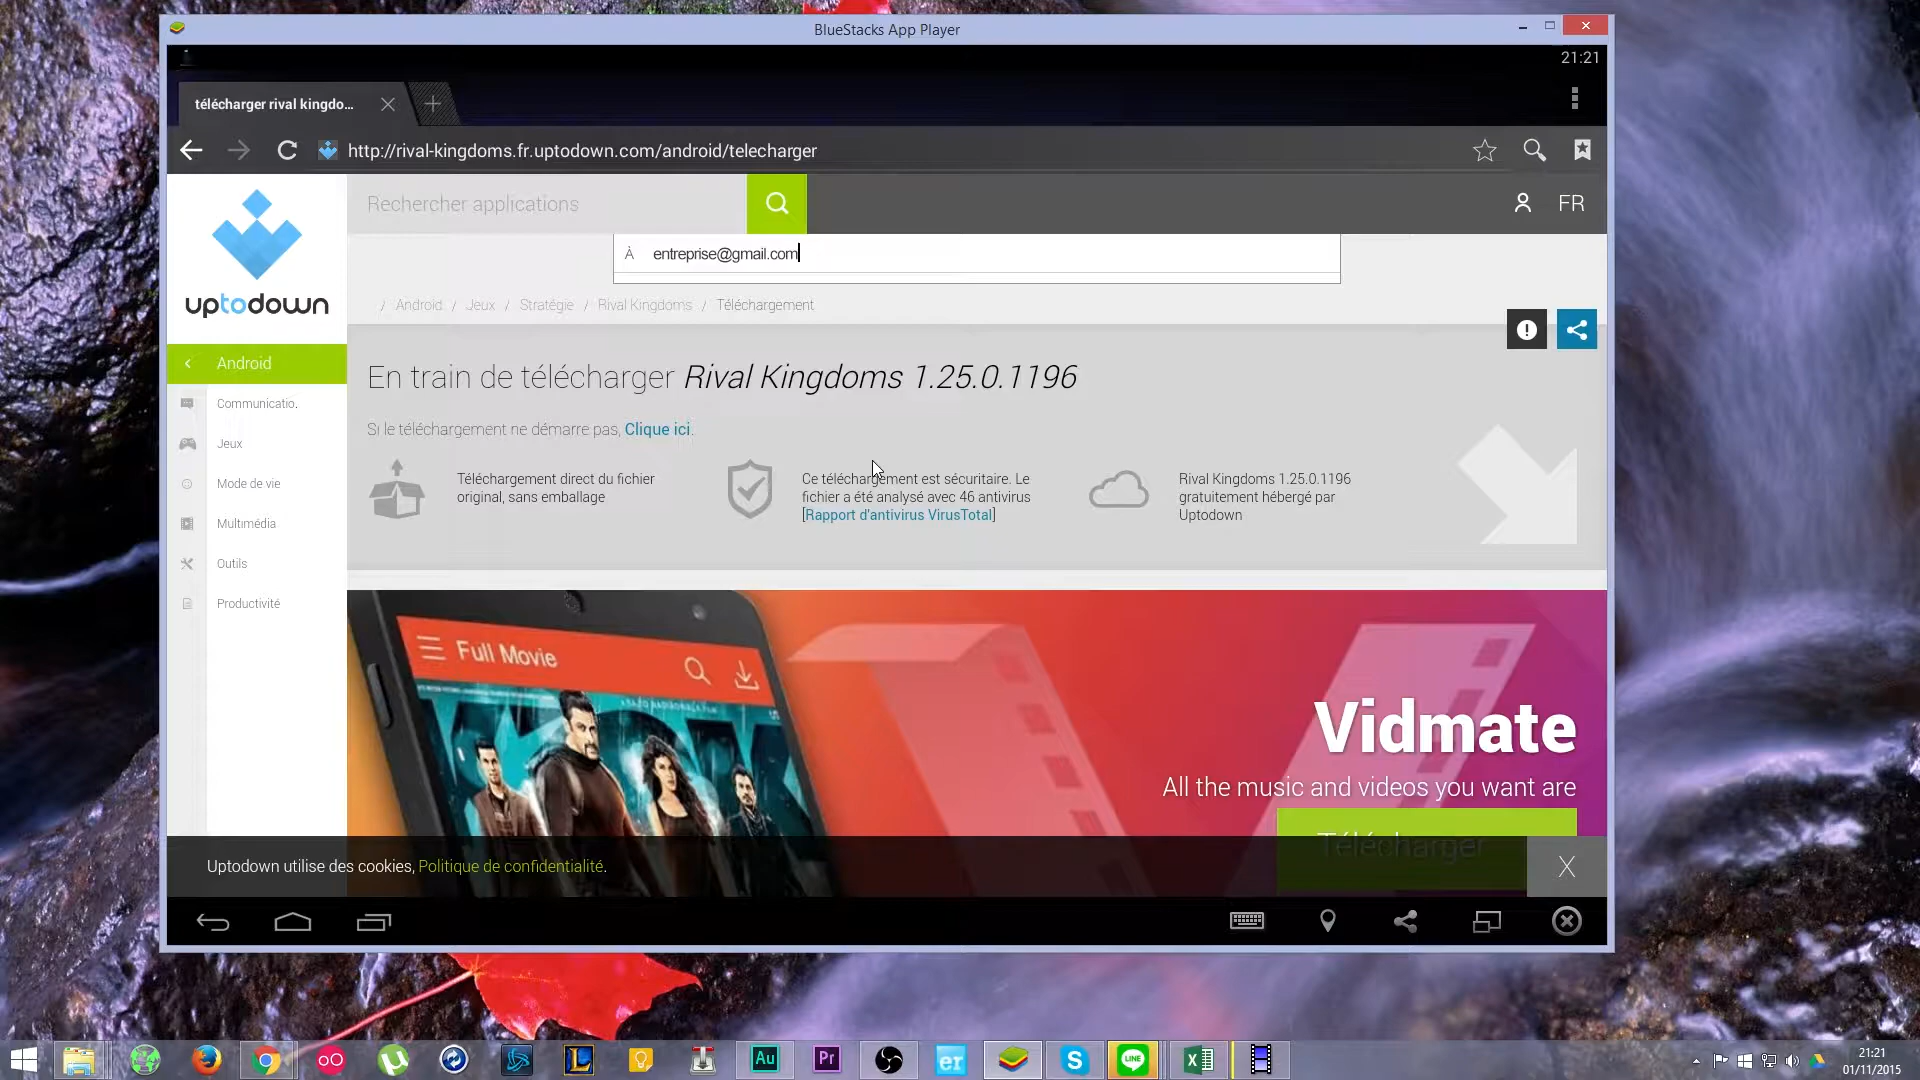 BlueStacks App Player
21:21
télécharger rival kingdo...
http://rival-kingdoms.fr.uptodown.com/android/telecharger
Rechercher applications
FR
À entreprise@gmail.com
uptodown
/ Android / Jeux / Stratégie / Rival Kingdoms / Téléchargement
Android
Communicatio.
Jeux
Mode de vie
Multimédia
Outils
Productivité
En train de télécharger Rival Kingdoms 1.25.0.1196
Si le téléchargement ne démarre pas, Clique ici.
Téléchargement direct du fichier
original, sans emballage
Ce téléchargement est sécuritaire. Le
fichier a été analysé avec 46 antivirus
[Rapport d'antivirus VirusTotal]
Rival Kingdoms 1.25.0.1196
gratuitement hébergé par
Uptodown
Full Movie
Vidmate
All the music and videos you want are
Télécharger
Uptodown utilise des cookies, Politique de confidentialité.
X
Au
Pr
er
LINE
21:21
01/11/2015